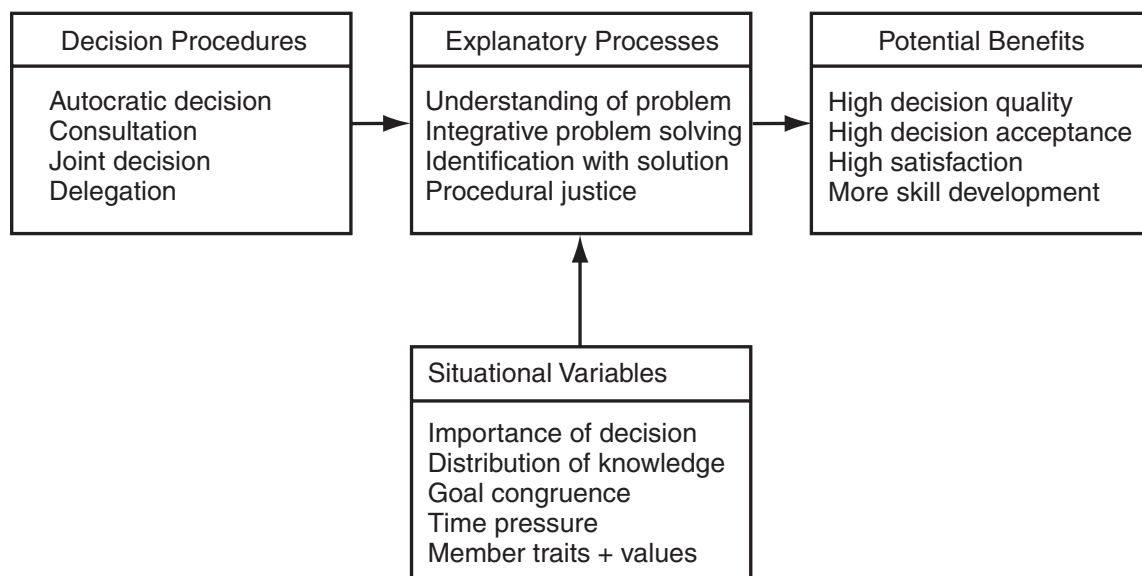 Decision Procedures
Autocratic decision
Consultation
Joint decision
Delegation
Explanatory Processes
Understanding of problem
Integrative problem solving
Identification with solution
Procedural justice
Potential Benefits
High decision quality
High decision acceptance
High satisfaction
More skill development
Situational Variables
Importance of decision
Distribution of knowledge
Goal congruence
Time pressure
Member traits + values